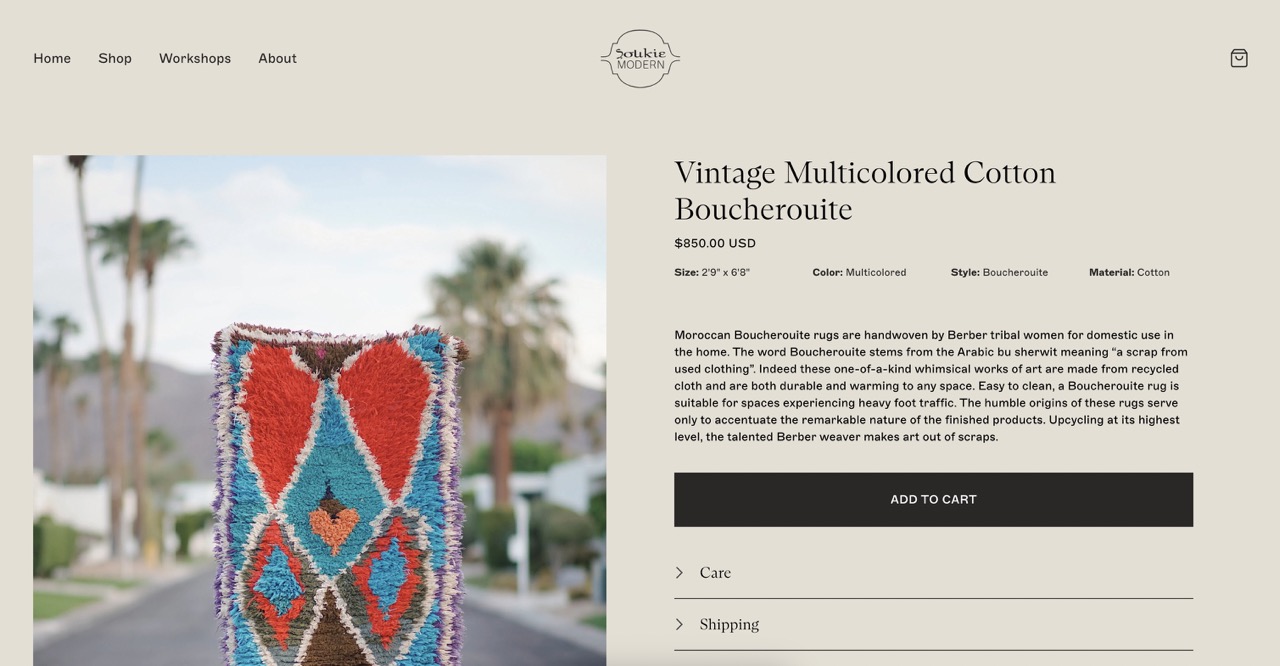 Home Shop Workshops About
Soukie
MODERN
Vintage Multicolored Cotton
Boucherouite
$850.00 USD
Size: 2'9" x 6'8" Color: Multicolored Style: Boucherouite Material: Cotton
Moroccan Boucherouite rugs are handwoven by Berber tribal women for domestic use in
the home. The word Boucherouite stems from the Arabic bu sherwit meaning “a scrap from
used clothing”. Indeed these one-of-a-kind whimsical works of art are made from recycled
cloth and are both durable and warming to any space. Easy to clean, a Boucherouite rug is
suitable for spaces experiencing heavy foot traffic. The humble origins of these rugs serve
only to accentuate the remarkable nature of the finished products. Upcycling at its highest
level, the talented Berber weaver makes art out of scraps.
ADD TO CART
Care
Shipping